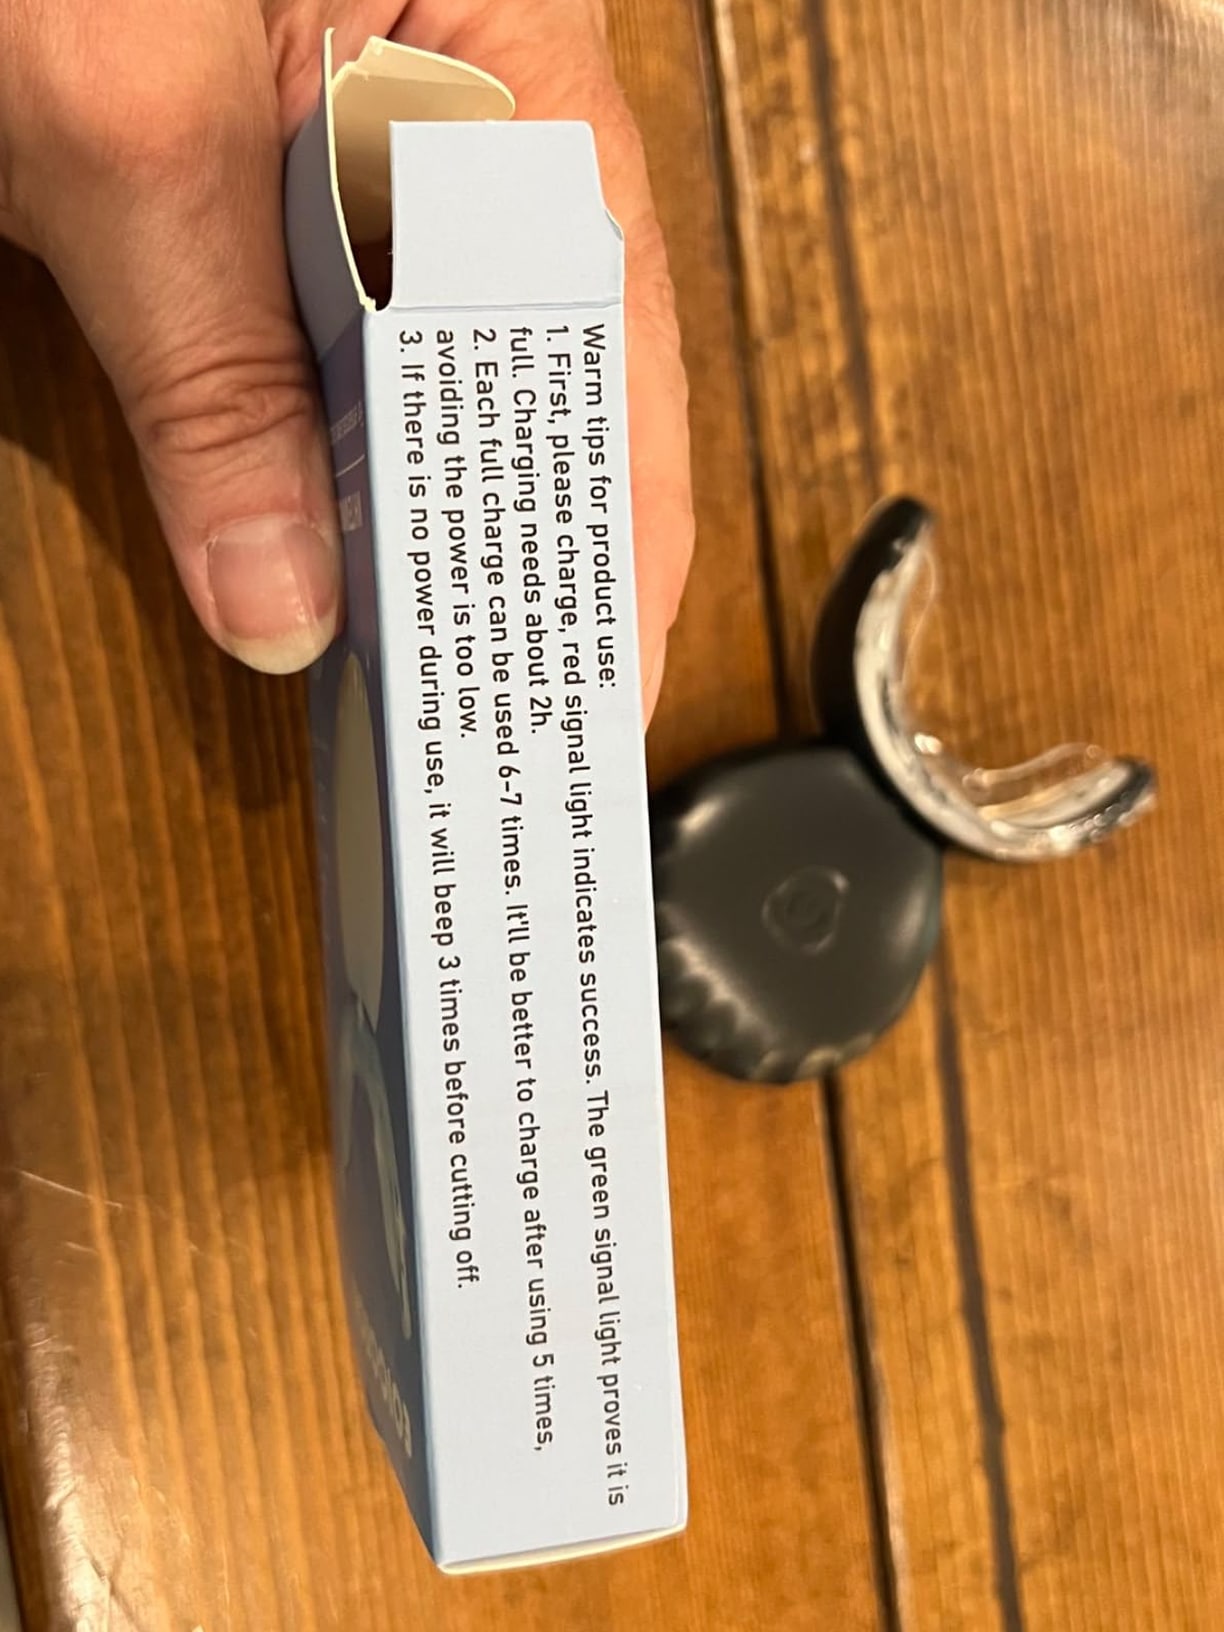 Warm tips for product use:
1. First, please charge, red signal light indicates success. The green signal light proves it is
full. Charging needs about 2h.
2. Each full charge can be used 6-7 times. It'll be better to charge after using 5 times,
avoiding the power is too low.
3. If there is no power during use, it will beep 3 times before cutting off.